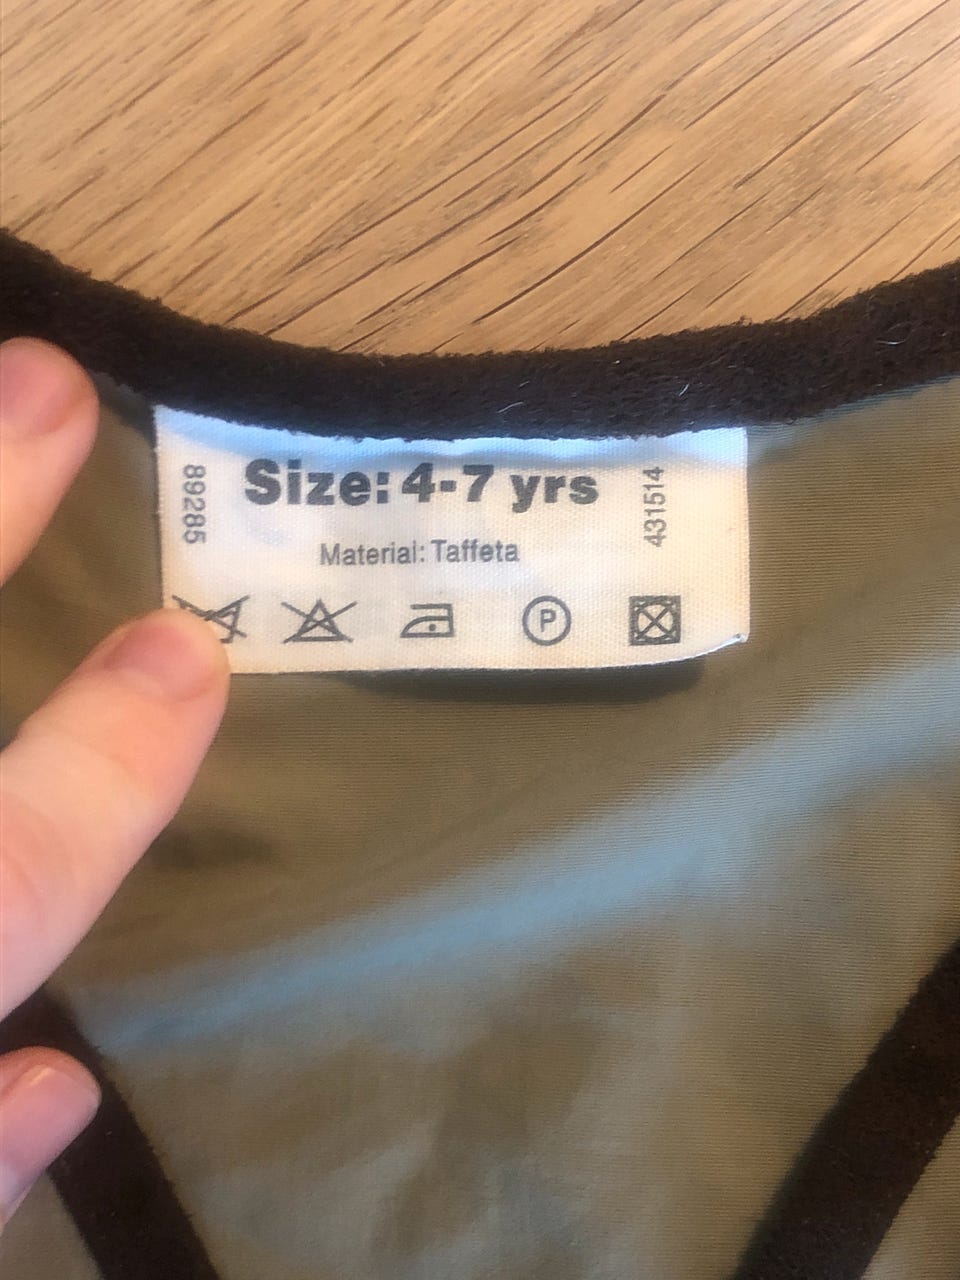 89285
Size: 4-7 yrs
431514
Material: Taffeta
P